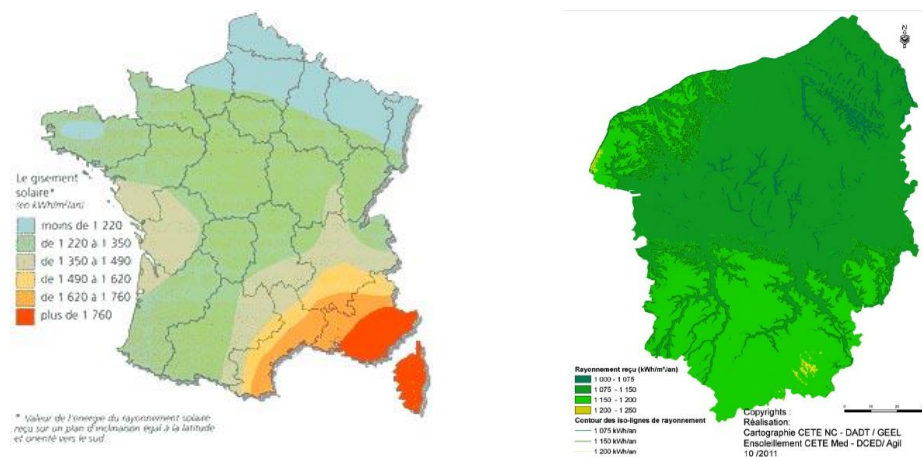 Le gisement
solaire*
(en kWh/m²/an)
moins de 1 220
de 1 220 à 1 350
de 1 350 à 1 490
de 1 490 à 1 620
de 1 620 à 1 760
plus de 1 760
* Valeur de l'énergie du rayonnement solaire
reçu sur un plan d'inclination égal à la latitude
et orienté vers le sud
N
Rayonnement reçu (kWh/m²/an)
1 000 - 1 075
1 075 - 1 150
1 150 - 1 200
1 200 - 1 250
Contour des iso-lignes de rayonnement
1 075 kWh/an
1 150 kWh/an
1 200 kWh/an
Copyrights :
Réalisation:
Cartographie CETE NC - DADT / GEEL
Ensoleillement CETE Med - DCED/ Agil
10 /2011